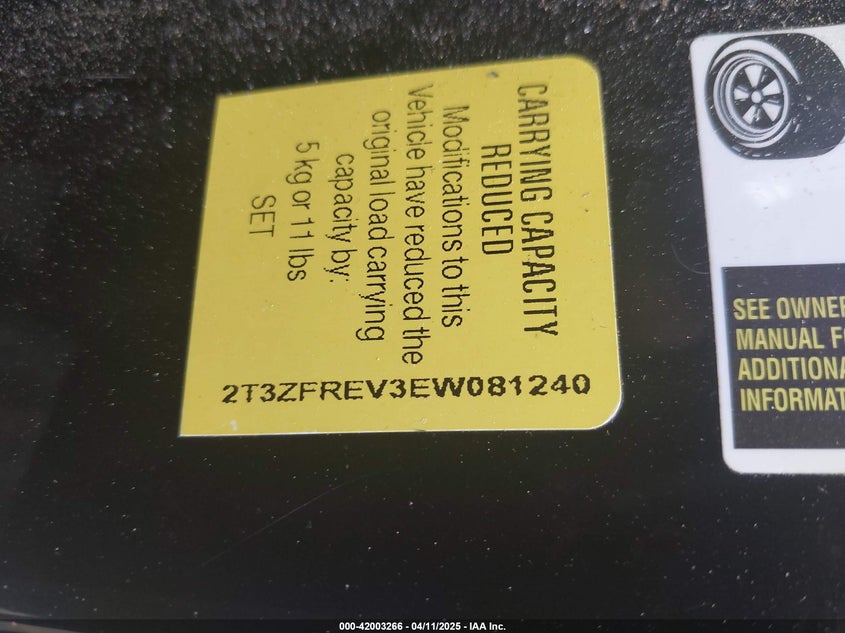 CARRYING CAPACITY
REDUCED
Modifications to this
Vehicle have reduced the
original load carrying
capacity by:
5 kg or 11 lbs
SET
2T3ZFREV3EW081240
SEE OWNER
MANUAL FO
ADDITIONA
INFORMAT
000-42003266 - 04/11/2025 - IAA Inc.